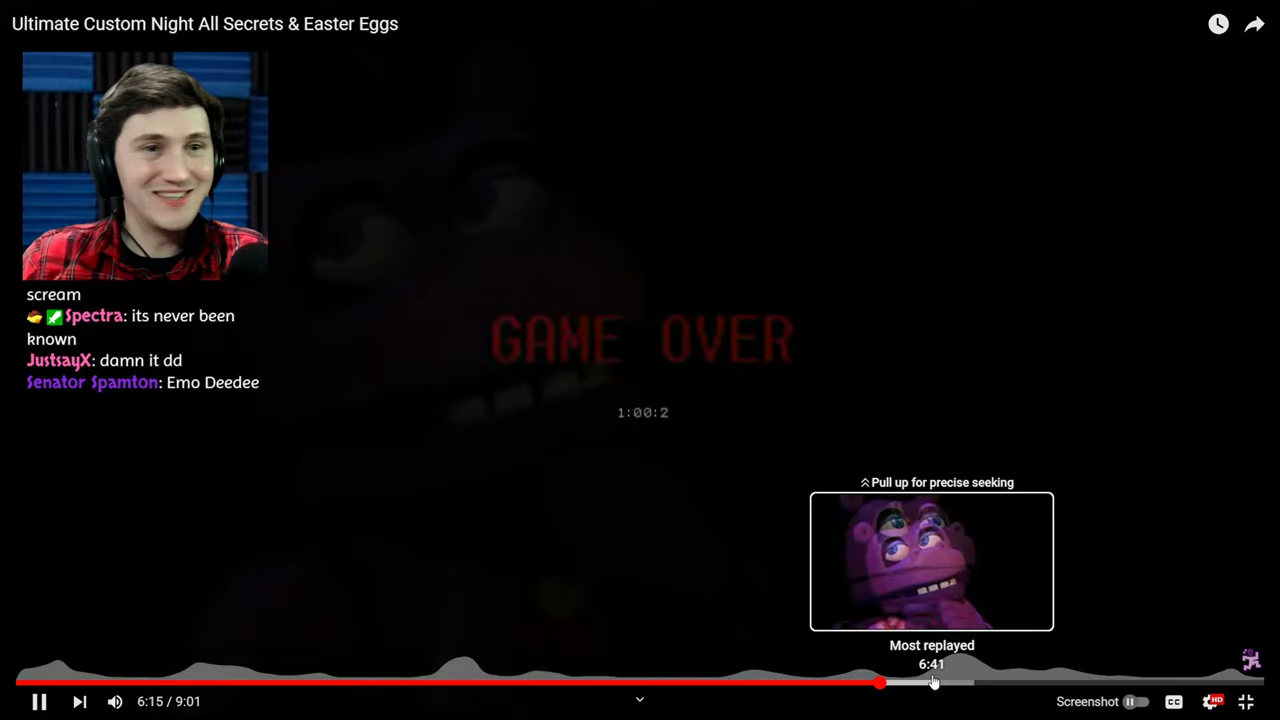 Ultimate Custom Night All Secrets & Easter Eggs
scream
Spectra: its never been
known
JustsayX: damn it dd
Senator Spamton: Emo Deedee
GAME OVER
1:00:2
Pull up for precise seeking
Most replayed
6:41
6:15 / 9:01
Screenshot
CC
HD